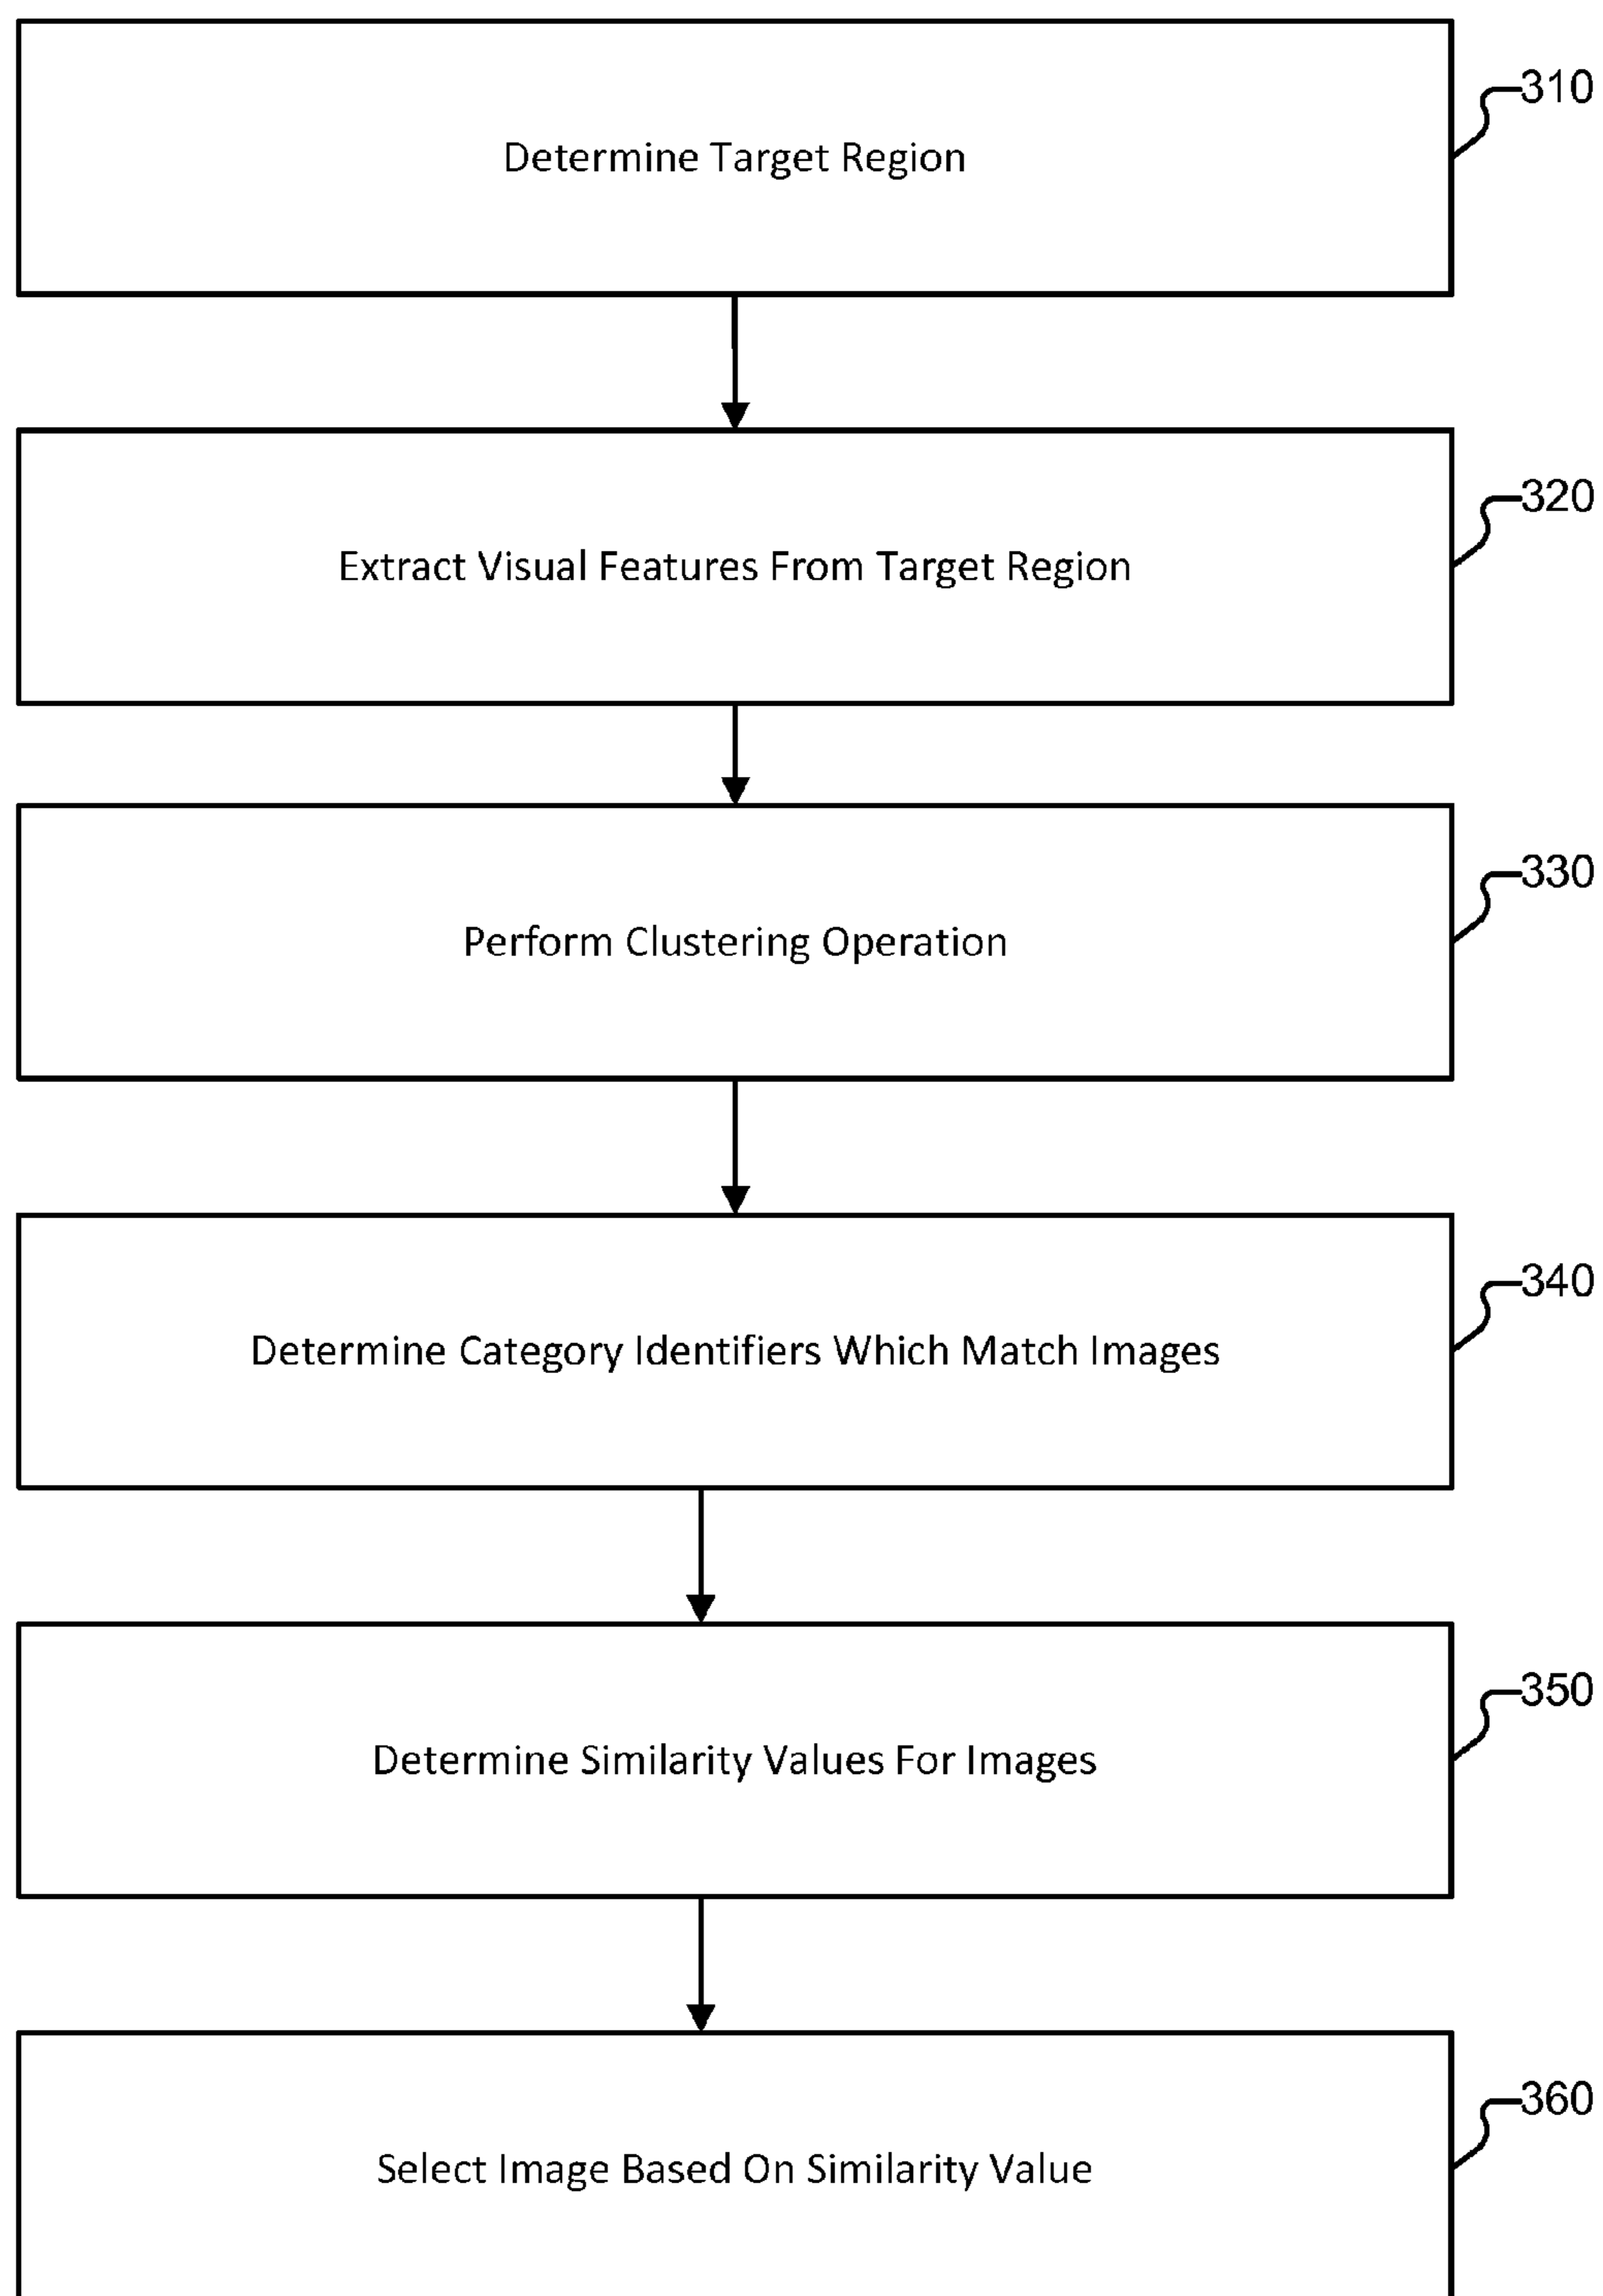 Determine Target Region
310
Extract Visual Features From Target Region
320
Perform Clustering Operation
330
Determine Category Identifiers Which Match Images
340
Determine Similarity Values For Images
350
Select Image Based On Similarity Value
360